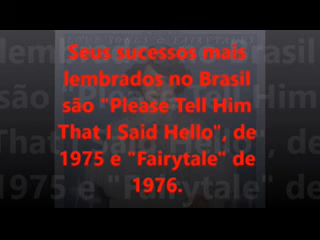 Seus sucessos mais
lembrados no Brasil
são "Please Tell Him
That I Said Hello", de
1975 e "Fairytale" de
1976.